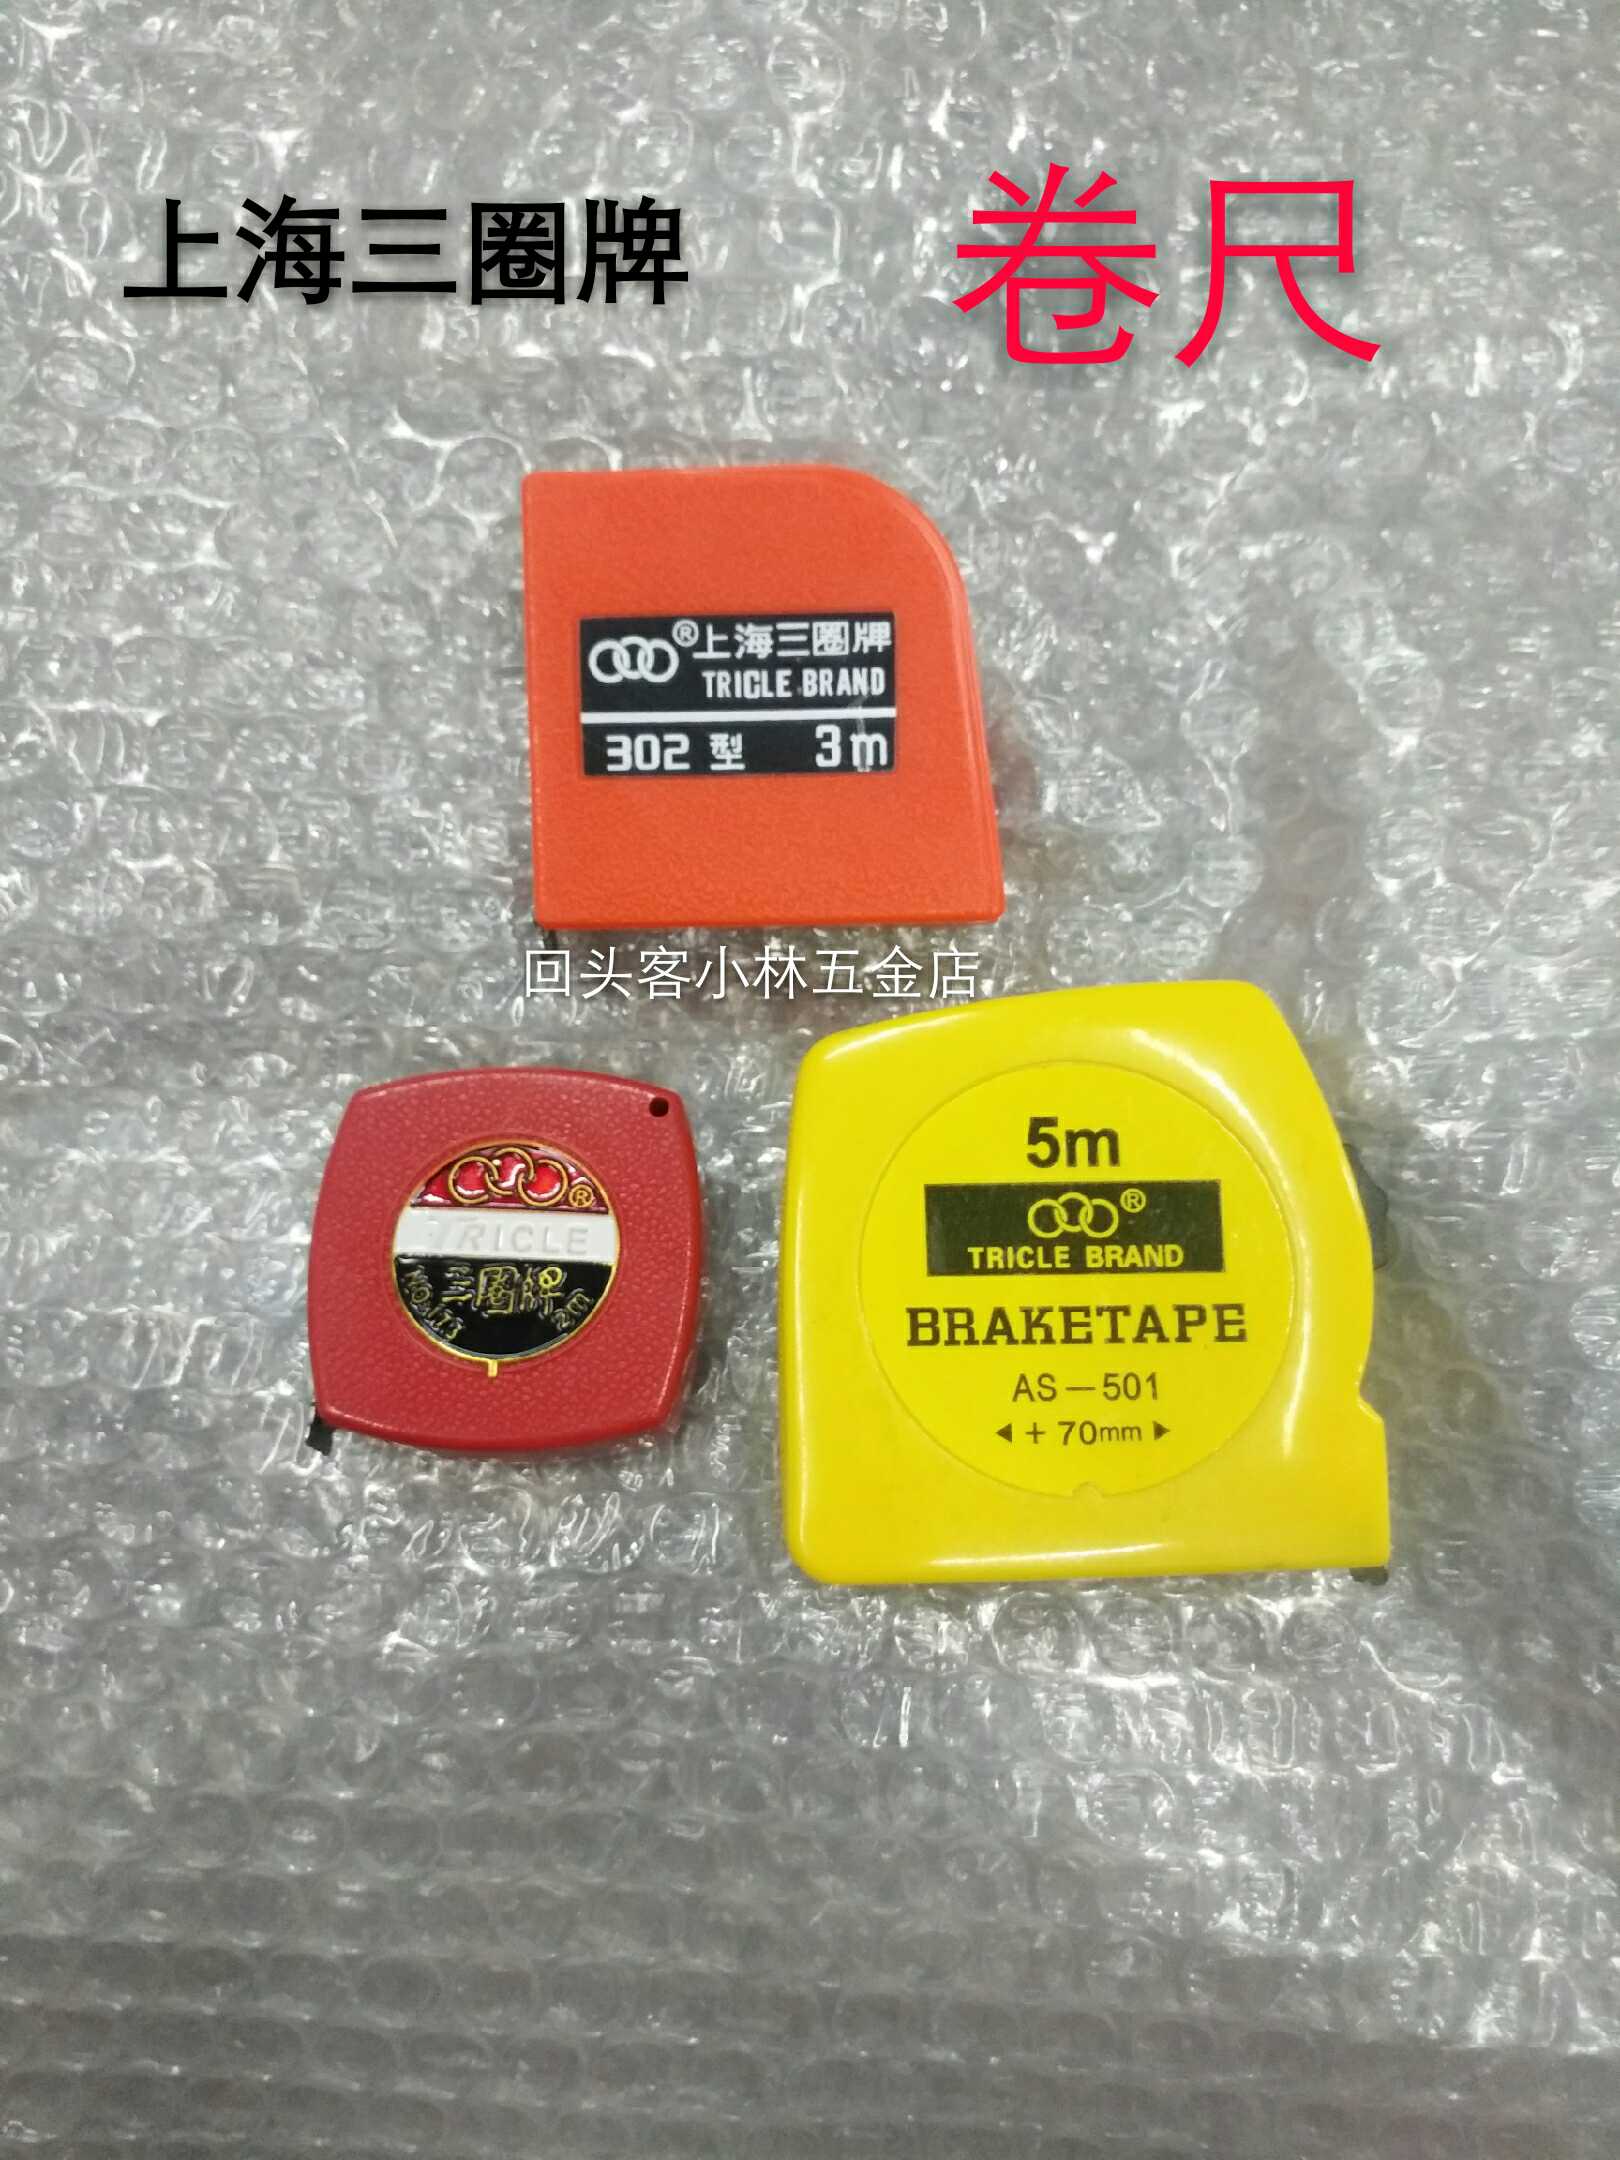 上海三圈牌
卷尺
®上海三圈牌
TRICLE BRAND
302 型 3m
回头客小林五金店
®
TRICLE
三圈牌
2m
5m
®
TRICLE BRAND
BRAKETAPE
AS—501
◀+70mm▶